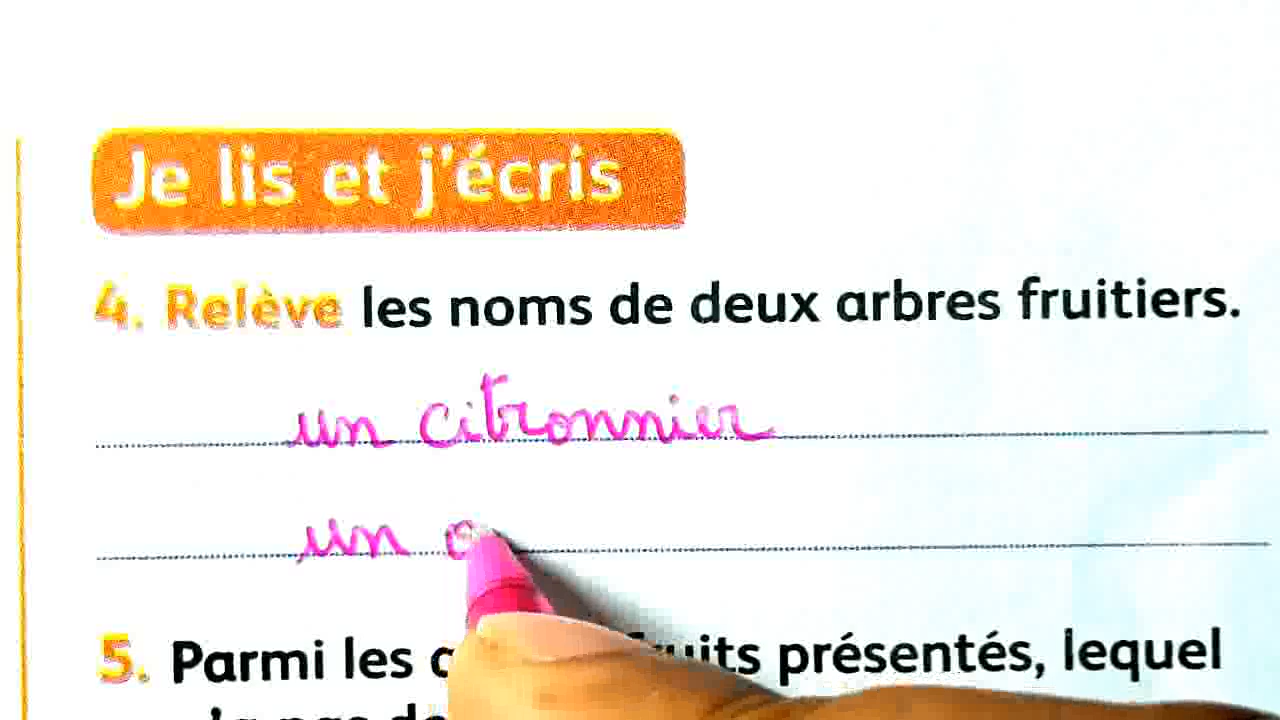 Je lis et j'écris
4. Relève les noms de deux arbres fruitiers.
un citronnier
un o
5. Parmi les fruits présentés, lequel